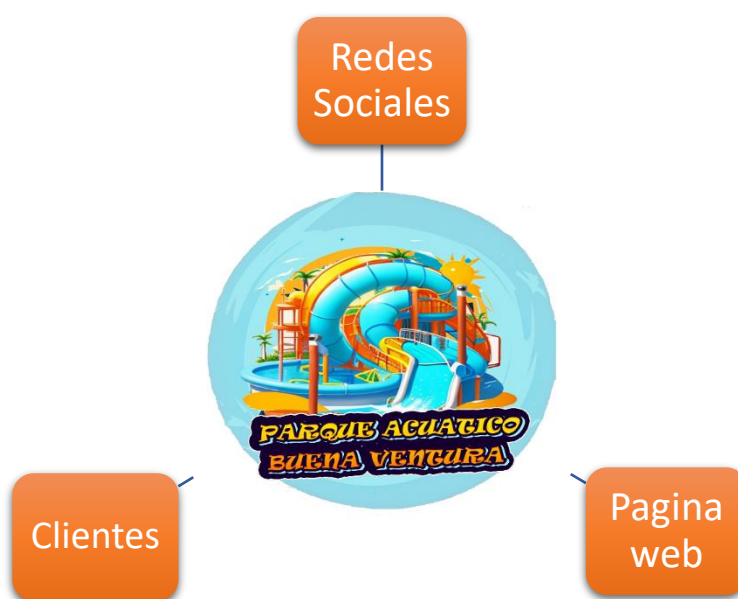 Redes
Sociales
PARQUE ACUATICO
BUENA VENTURA
Clientes
Pagina
web